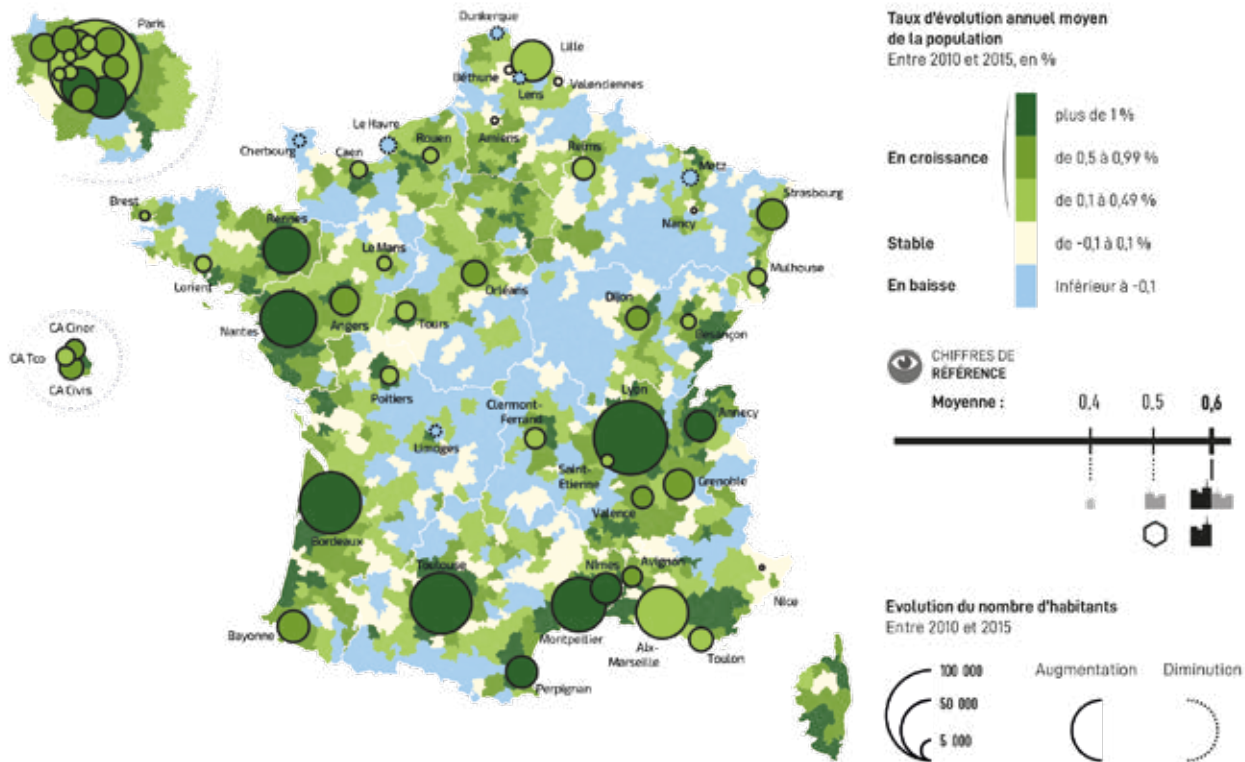 Paris
Dunkerque
Lille
Béthune
Lens
Valenciennes
Amiens
Le Havre
Rouen
Cherbourg
Caen
Reims
Metz
Nancy
Strasbourg
Mulhouse
Brest
Rennes
Lorient
Le Mans
Orléans
Nantes
Angers
Tours
Dijon
Besançon
CA Cinor
CA Tco
CA Civis
Poitiers
Limoges
Clermont-
Ferrand
Lyon
Annecy
Saint-
Etienne
Grenoble
Valence
Bordeaux
Toulouse
Nîmes
Avignon
Nice
Bayonne
Montpellier
Aix-
Marseille
Toulon
Perpignan
Taux d'évolution annuel moyen
de la population
Entre 2010 et 2015, en %
En croissance
plus de 1 %
de 0,5 à 0,99 %
de 0,1 à 0,49 %
Stable
de -0,1 à 0,1 %
En baisse
Inférieur à -0,1
CHIFFRES DE
RÉFÉRENCE
Moyenne : 0,4 0,5 0,6
Evolution du nombre d'habitants
Entre 2010 et 2015
100 000
50 000
5 000
Augmentation
Diminution